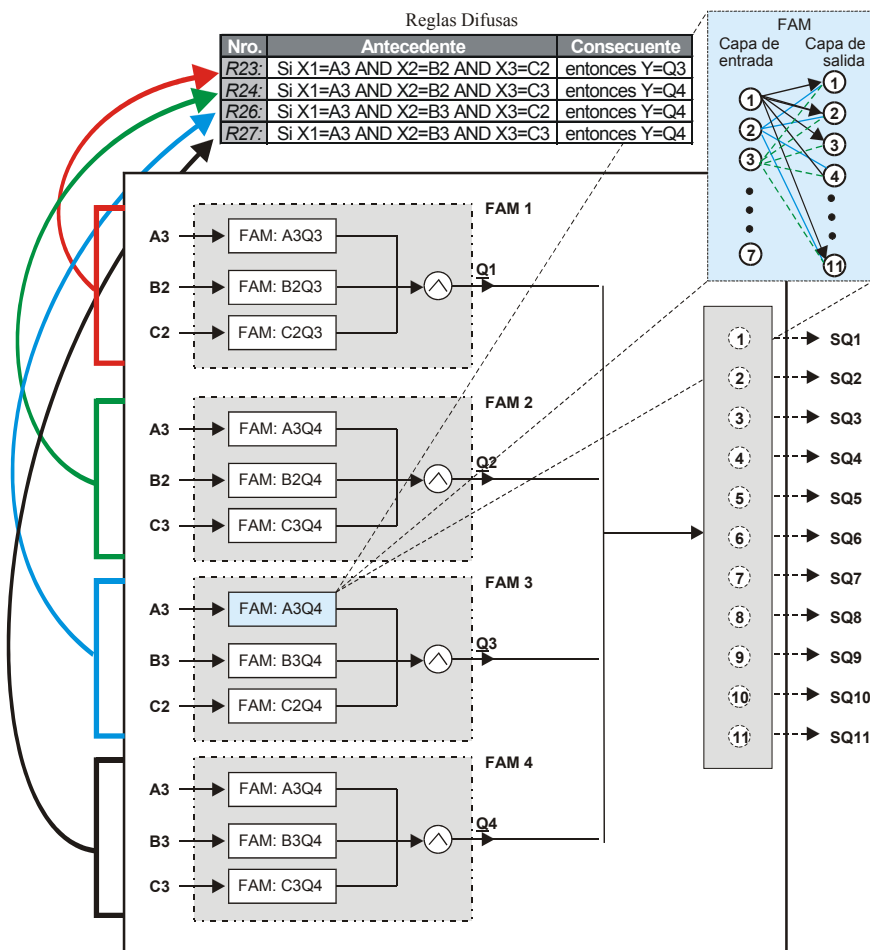 Reglas Difusas
Nro. Antecedente Consecuente
R23: Si X1=A3 AND X2=B2 AND X3=C2 entonces Y=Q3
R24: Si X1=A3 AND X2=B2 AND X3=C3 entonces Y=Q4
R26: Si X1=A3 AND X2=B3 AND X3=C2 entonces Y=Q4
R27: Si X1=A3 AND X2=B3 AND X3=C3 entonces Y=Q4
FAM
Capa de entrada
Capa de salida
1
2
3
7
1
2
3
4
11
FAM 1
A3 FAM: A3Q3
B2 FAM: B2Q3
C2 FAM: C2Q3
Q1
FAM 2
A3 FAM: A3Q4
B2 FAM: B2Q4
C3 FAM: C3Q4
Q2
FAM 3
A3 FAM: A3Q4
B3 FAM: B3Q4
C2 FAM: C2Q4
Q3
FAM 4
A3 FAM: A3Q4
B3 FAM: B3Q4
C3 FAM: C3Q4
Q4
1 SQ1
2 SQ2
3 SQ3
4 SQ4
5 SQ5
6 SQ6
7 SQ7
8 SQ8
9 SQ9
10 SQ10
11 SQ11